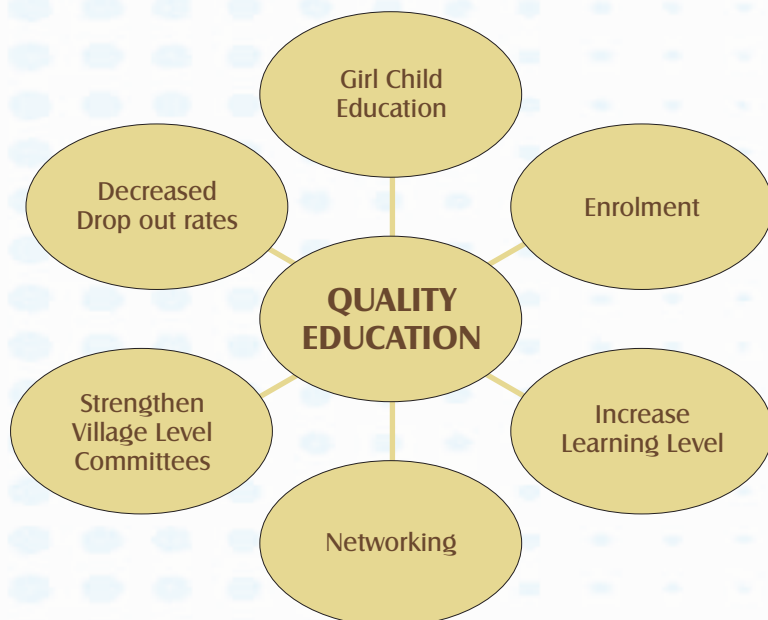 Girl Child
Education
Decreased
Drop out rates
Enrolment
QUALITY
EDUCATION
Strengthen
Village Level
Committees
Increase
Learning Level
Networking